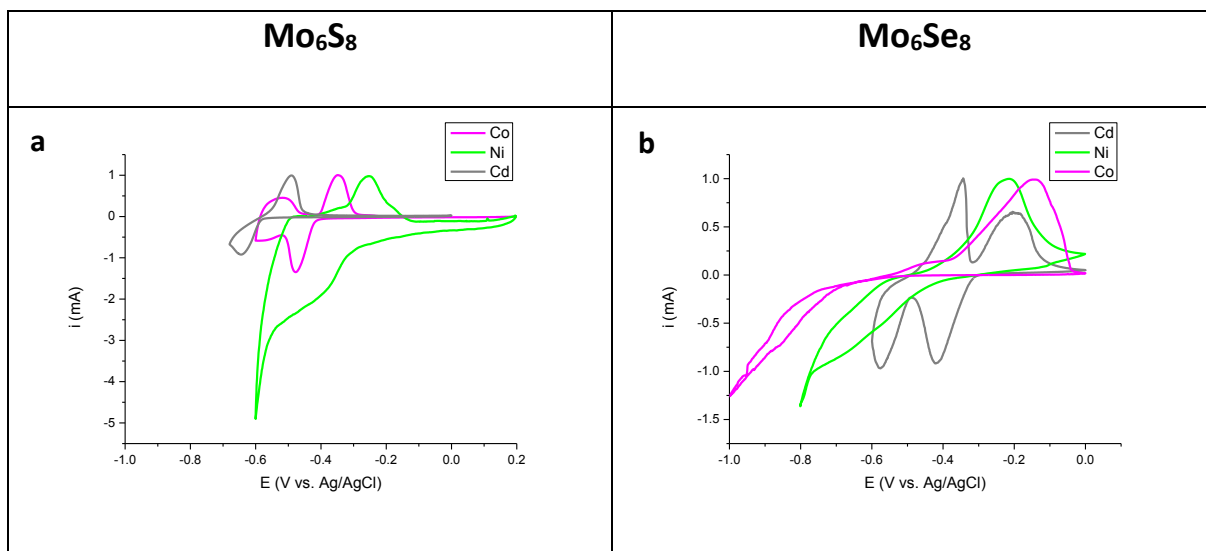 Mo₆S₈
Mo₆Se₈
a
Co
Ni
Cd
1
0
-1
-2
-3
-4
-5
i (mA)
-1.0 -0.8 -0.6 -0.4 -0.2 0.0 0.2
E (V vs. Ag/AgCl)
b
Cd
Ni
Co
1.0
0.5
0.0
-0.5
-1.0
-1.5
i (mA)
-1.0 -0.8 -0.6 -0.4 -0.2 0.0
E (V vs. Ag/AgCl)